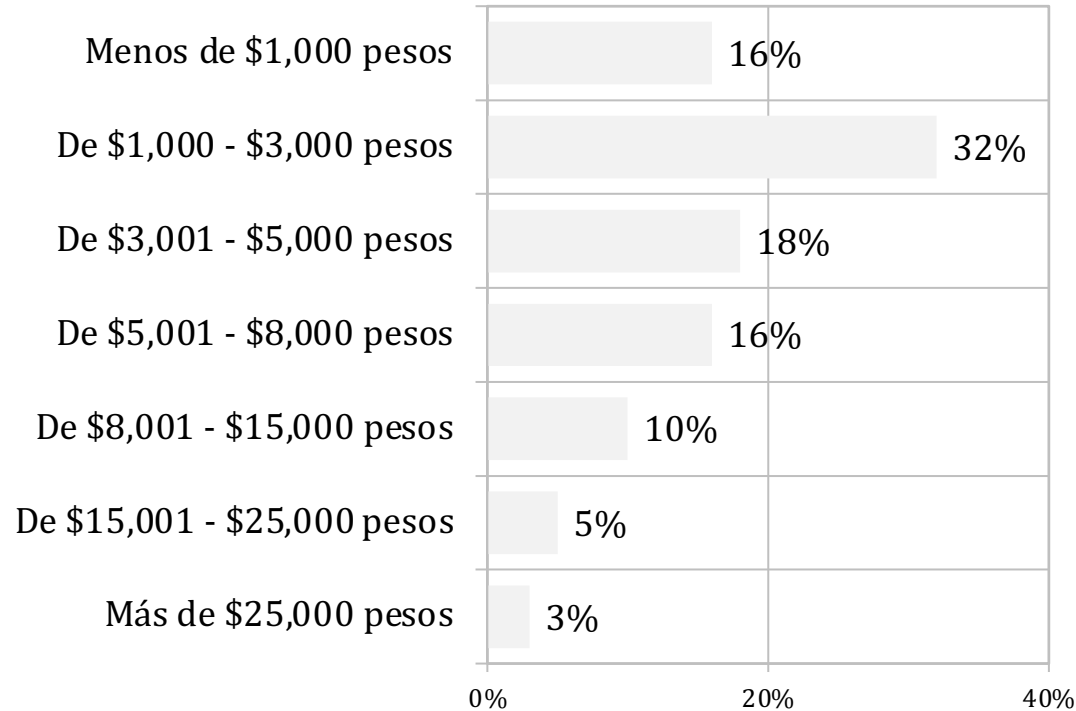 Menos de $1,000 pesos 16%
De $1,000 - $3,000 pesos 32%
De $3,001 - $5,000 pesos 18%
De $5,001 - $8,000 pesos 16%
De $8,001 - $15,000 pesos 10%
De $15,001 - $25,000 pesos 5%
Más de $25,000 pesos 3%
0% 20% 40%